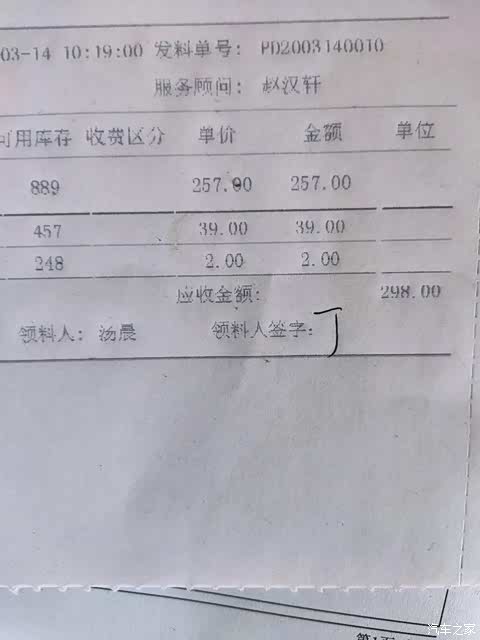 03-14 10:19:00 发料单号: PD2003140010
服务顾问: 赵汉轩
可用库存 收费区分 单价 金额 单位
889 257.00 257.00
457 39.00 39.00
248 2.00 2.00
应收金额: 298.00
领料人: 汤晨 领料人签字:
汽车之家